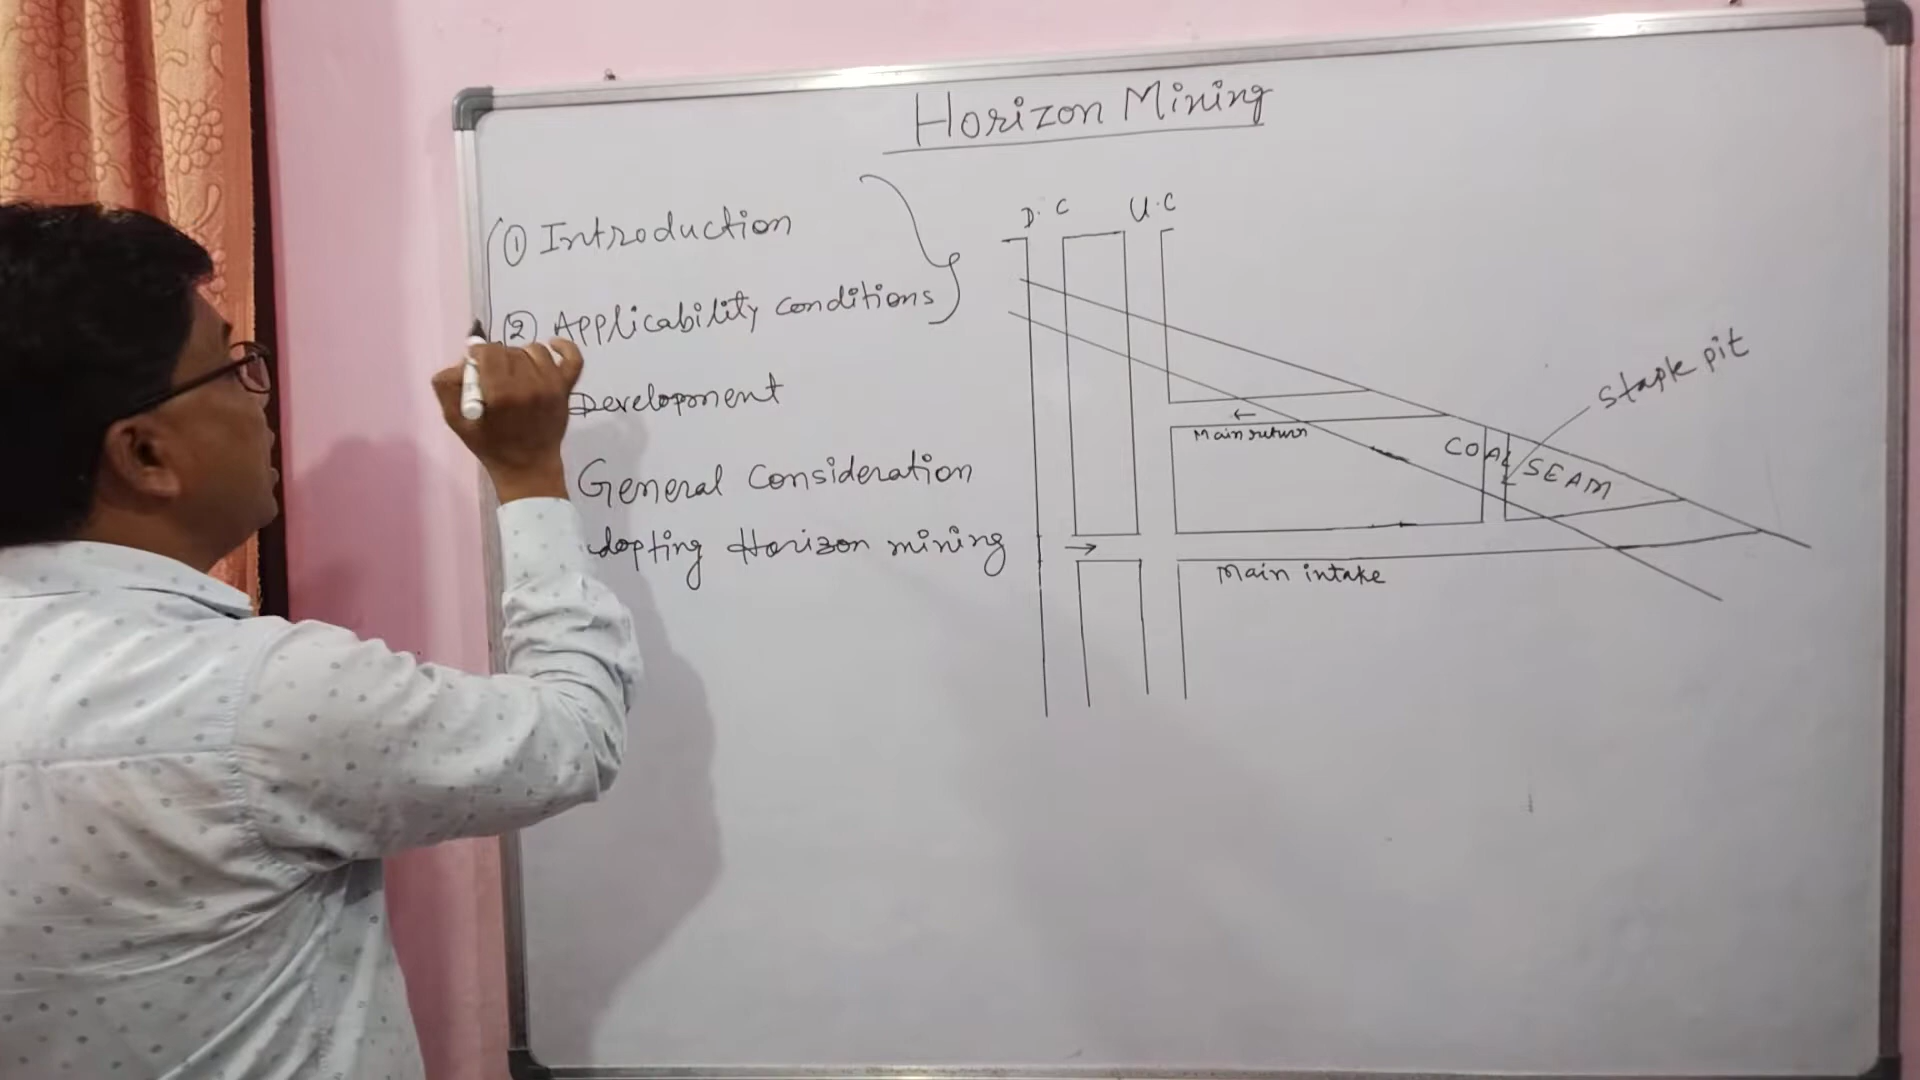 Horizon Mining
① Introduction
② Applicability conditions
Development
General Consideration
dopting Horizon mining
D.C
U.C
←
Main return
COAL SEAM
Staple pit
→
Main intake